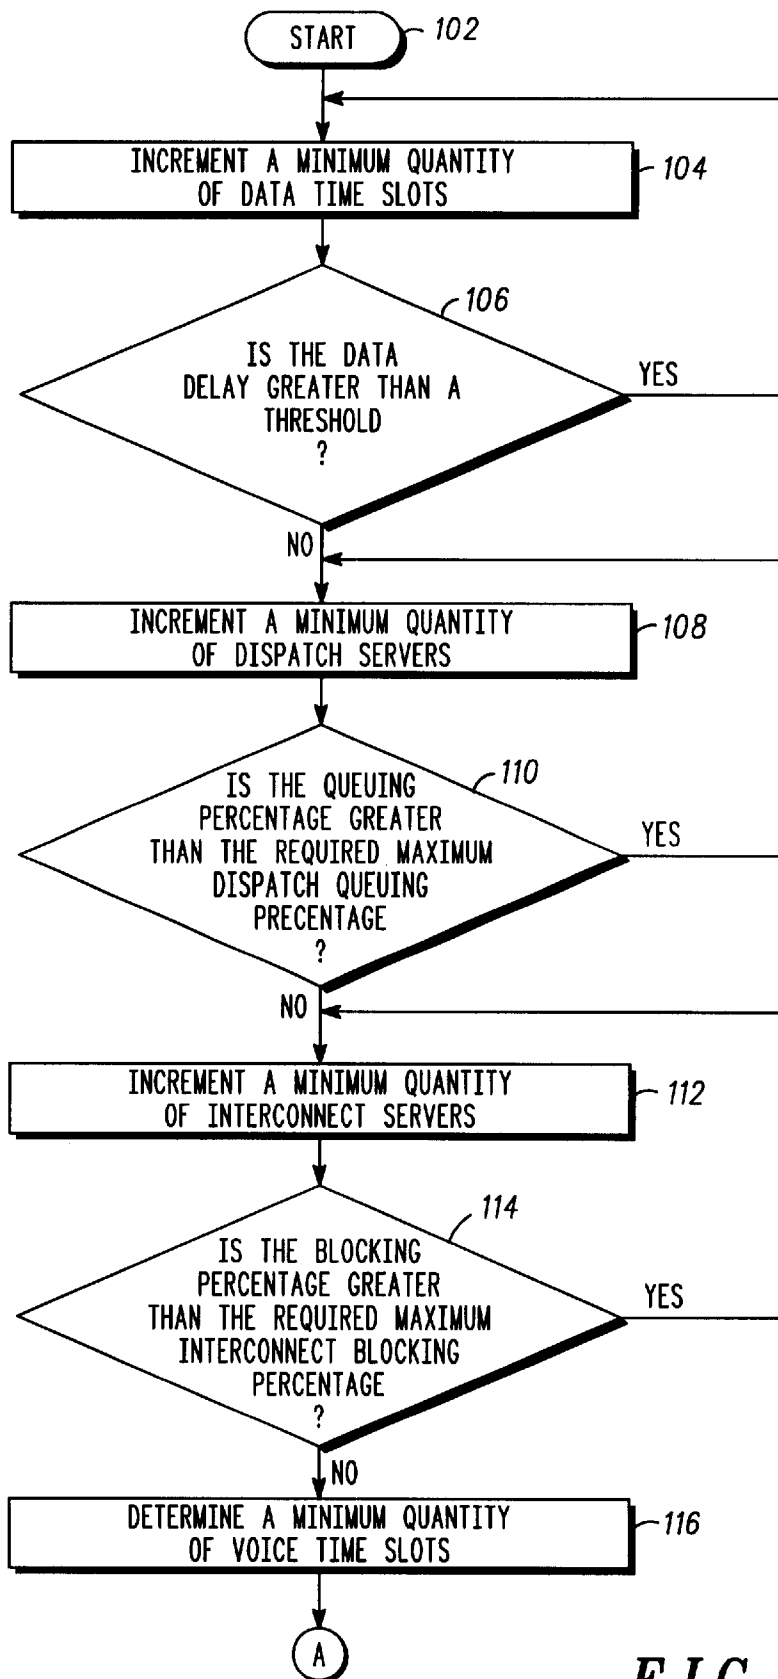 START
102
INCREMENT A MINIMUM QUANTITY
OF DATA TIME SLOTS
104
106
IS THE DATA
DELAY GREATER THAN A
THRESHOLD
?
YES
NO
INCREMENT A MINIMUM QUANTITY
OF DISPATCH SERVERS
108
110
IS THE QUEUING
PERCENTAGE GREATER
THAN THE REQUIRED MAXIMUM
DISPATCH QUEUING
PRECENTAGE
?
YES
NO
INCREMENT A MINIMUM QUANTITY
OF INTERCONNECT SERVERS
112
114
IS THE BLOCKING
PERCENTAGE GREATER
THAN THE REQUIRED MAXIMUM
INTERCONNECT BLOCKING
PERCENTAGE
?
YES
NO
DETERMINE A MINIMUM QUANTITY
OF VOICE TIME SLOTS
116
A
FIG